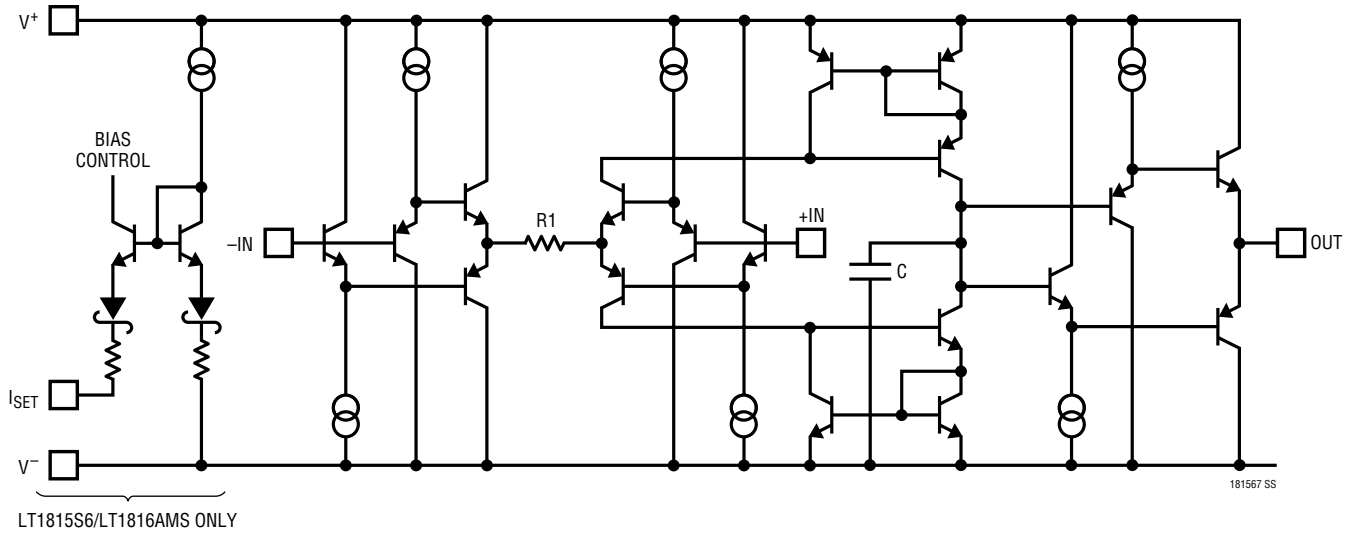 V+
BIAS
CONTROL
–IN
R1
+IN
C
OUT
ISET
V–
181567 SS
LT1815S6/LT1816AMS ONLY